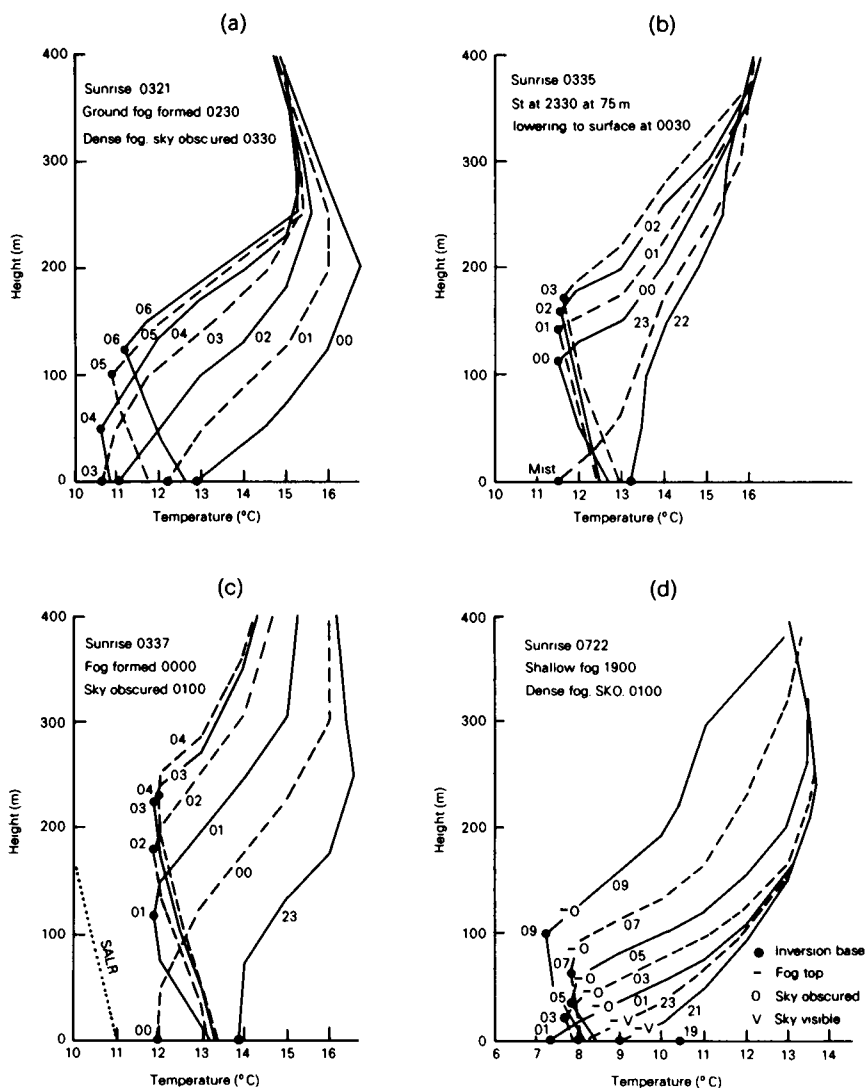 (a)
400
300
200
100
0
Height (m)
Sunrise 0321
Ground fog formed 0230
Dense fog. sky obscured 0330
06
05
04
03
02
01
00
06
05
04
03
10 11 12 13 14 15 16
Temperature (°C)
(b)
400
300
200
100
0
Height (m)
Sunrise 0335
St at 2330 at 75 m
lowering to surface at 0030
02
01
00
23
22
03
02
01
00
Mist
10 11 12 13 14 15 16
Temperature (°C)
(c)
400
300
200
100
0
Height (m)
Sunrise 0337
Fog formed 0000
Sky obscured 0100
04
03
02
01
00
23
04
03
02
01
00
SALR
10 11 12 13 14 15 16
Temperature (°C)
(d)
400
300
200
100
0
Height (m)
Sunrise 0722
Shallow fog 1900
Dense fog. SKO. 0100
09
07
05
03
01
23
21
19
09
07
05
03
01
–O
–O
–O
–O
–O
–V
–V
● Inversion base
– Fog top
O Sky obscured
V Sky visible
6 7 8 9 10 11 12 13 14
Temperature (°C)